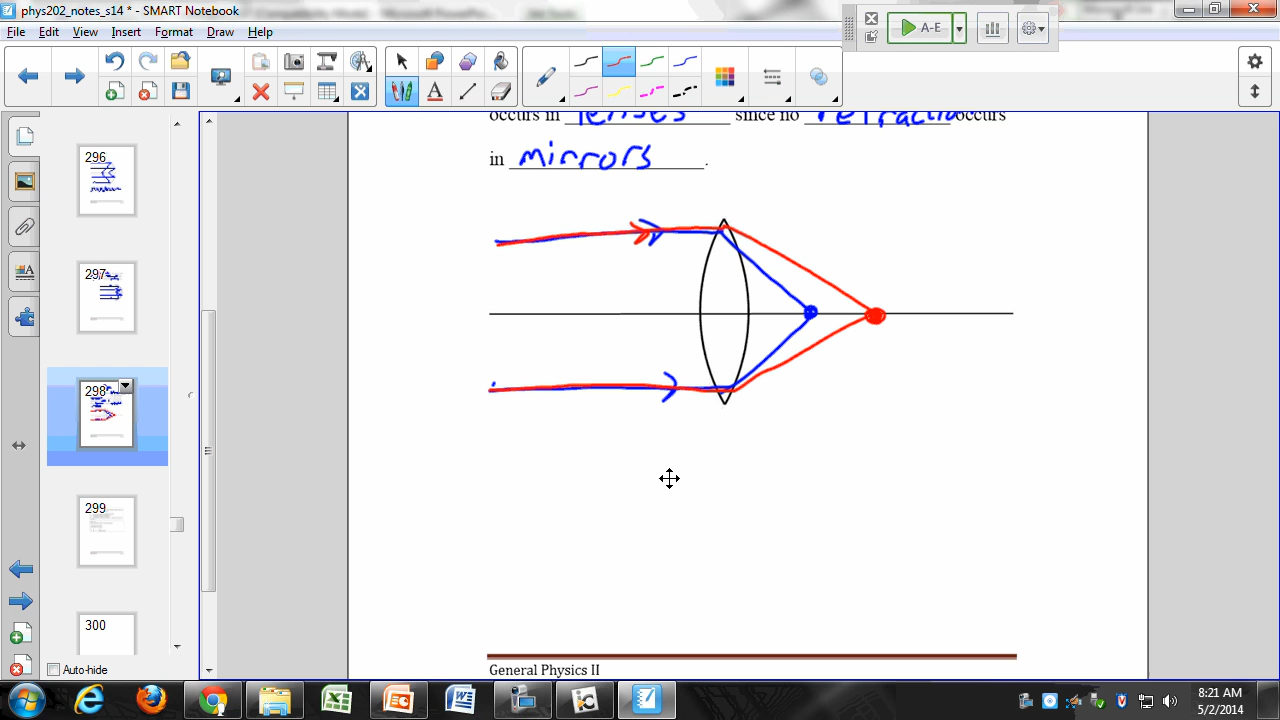 phys202_notes_s14 * - SMART Notebook
File Edit View Insert Format Draw Help
A-E
occurs in lenses since no refraction occurs
in mirrors.
296
297
298
299
300
Auto-hide
General Physics II
8:21 AM
5/2/2014